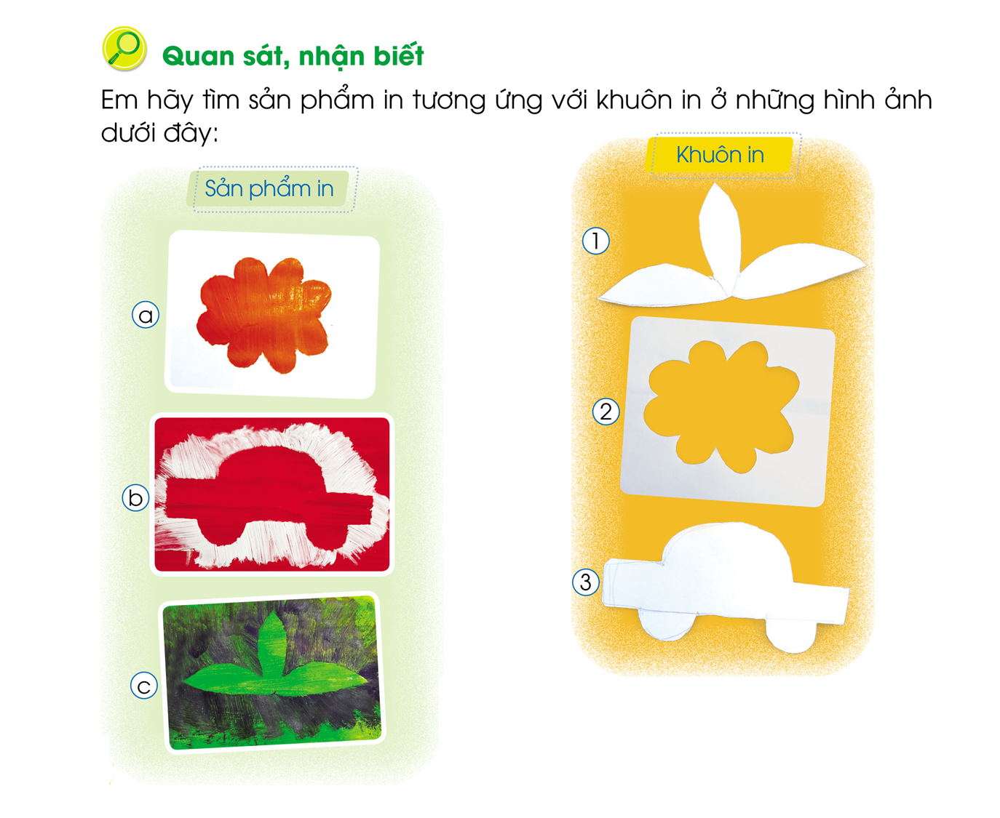 Quan sát, nhận biết
Em hãy tìm sản phẩm in tương ứng với khuôn in ở những hình ảnh
dưới đây:
Sản phẩm in
a
b
c
Khuôn in
1
2
3